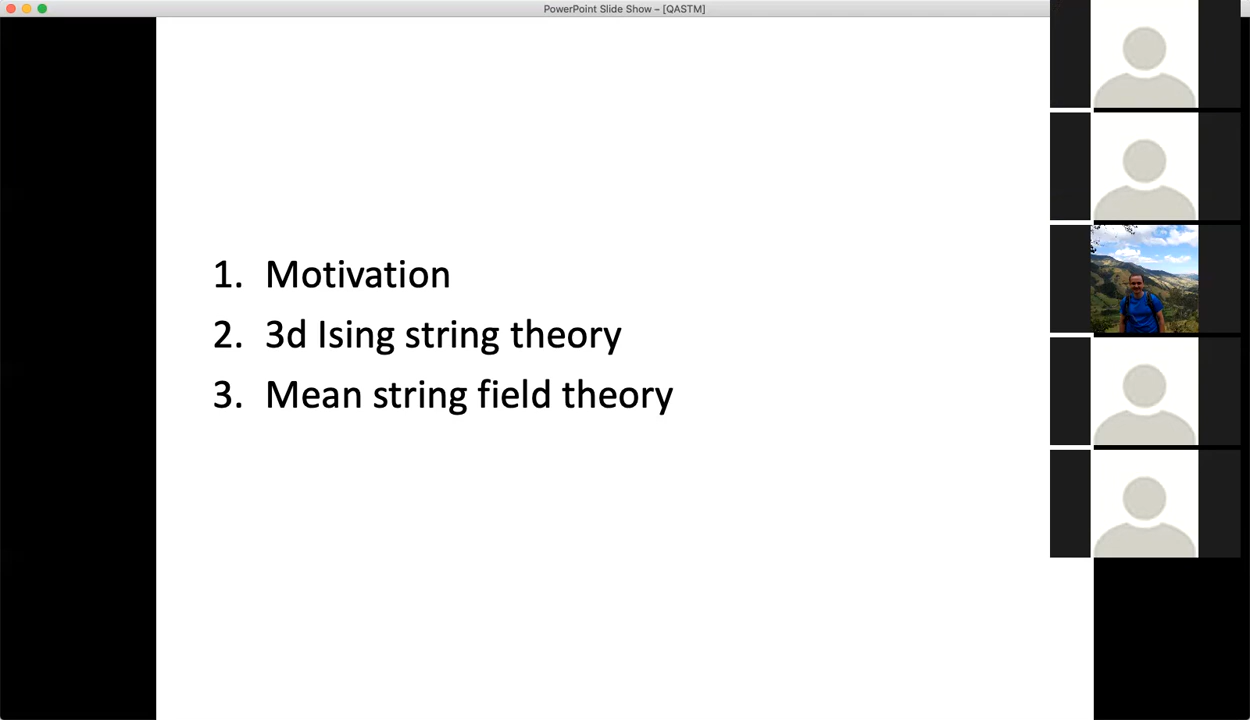 PowerPoint Slide Show – [QASTM]
1. Motivation
2. 3d Ising string theory
3. Mean string field theory